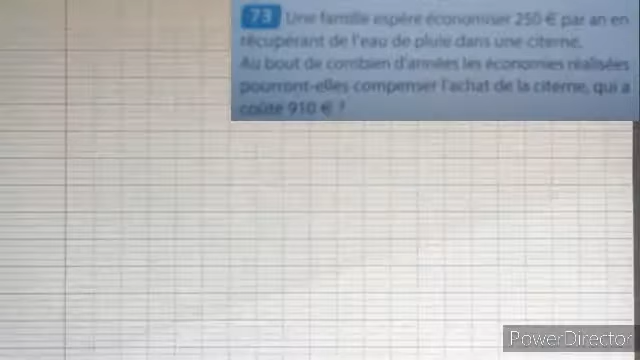 73 Une famille espère économiser 250 € par an en
récupérant de l'eau de pluie dans une citerne.
Au bout de combien d'années les économies réalisées
pourront-elles compenser l'achat de la citerne, qui a
coûté 910 € ?
PowerDirector